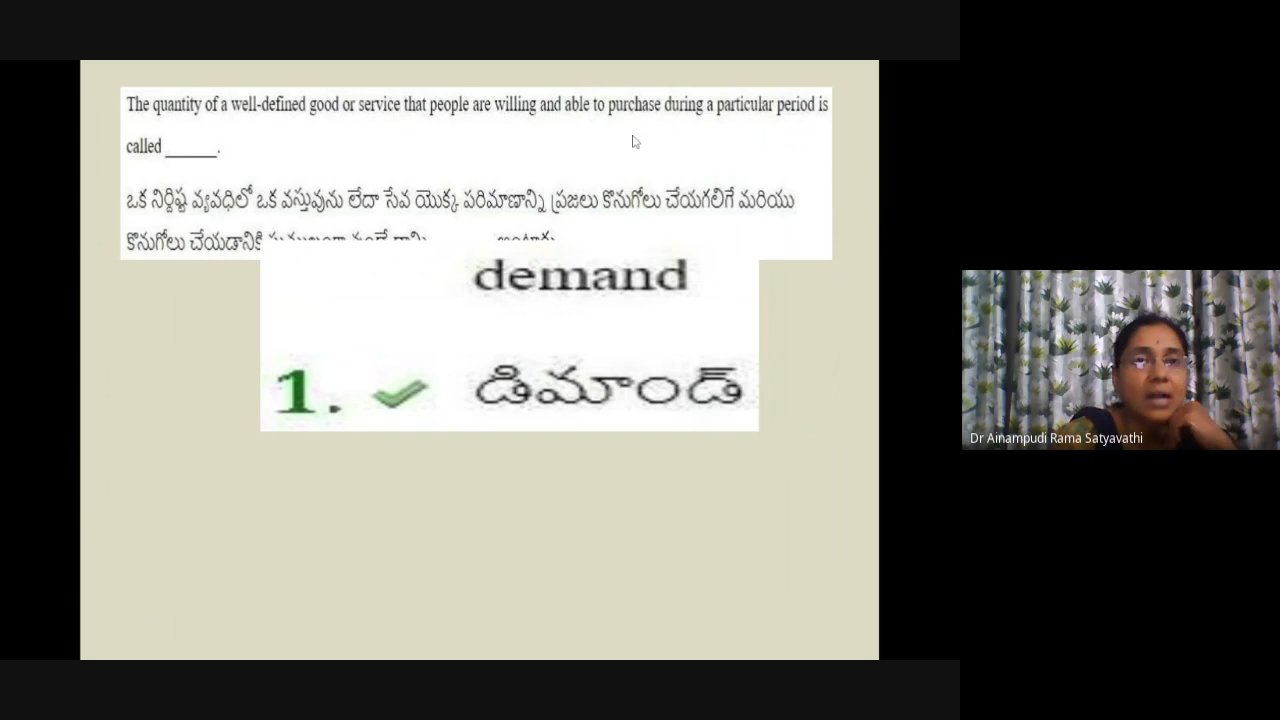 The quantity of a well-defined good or service that people are willing and able to purchase during a particular period is
called ______.
ఒక నిర్దిష్ట వ్యవధిలో ఒక వస్తువును లేదా సేవ యొక్క పరిమాణాన్ని ప్రజలు కొనుగోలు చేయగలిగే మరియు
కొనుగోలు చేయడానికి
demand
1. ✓ డిమాండ్
Dr Ainampudi Rama Satyavathi